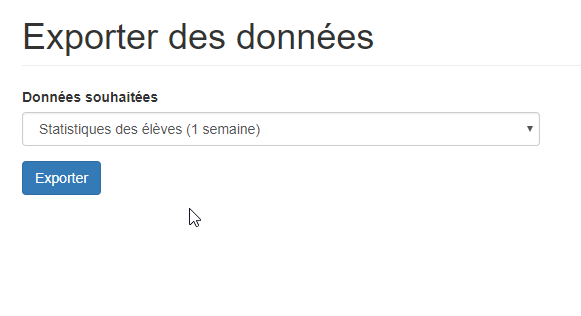 Exporter des données
Données souhaitées
Statistiques des élèves (1 semaine)
Exporter